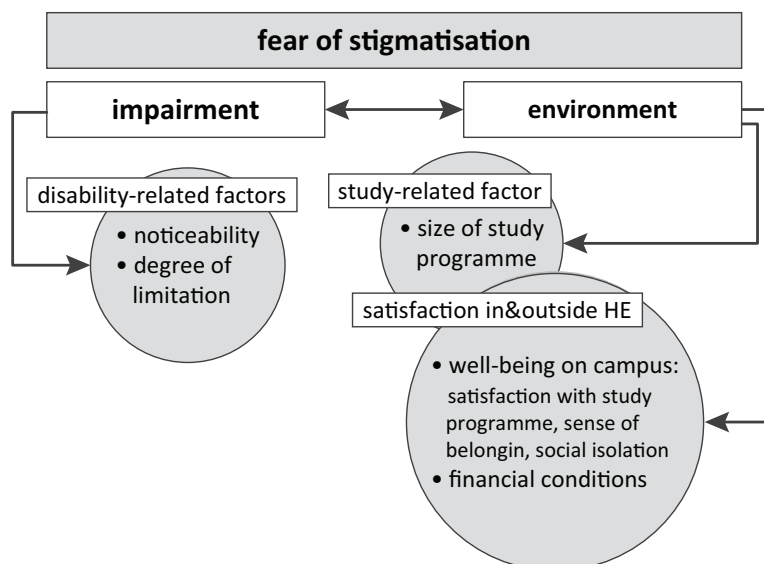 fear of stigmatisation
impairment
environment
disability-related factors
• noticeability
• degree of
limitation
study-related factor
• size of study
programme
satisfaction in&outside HE
• well-being on campus:
satisfaction with study
programme, sense of
belongin, social isolation
• financial conditions